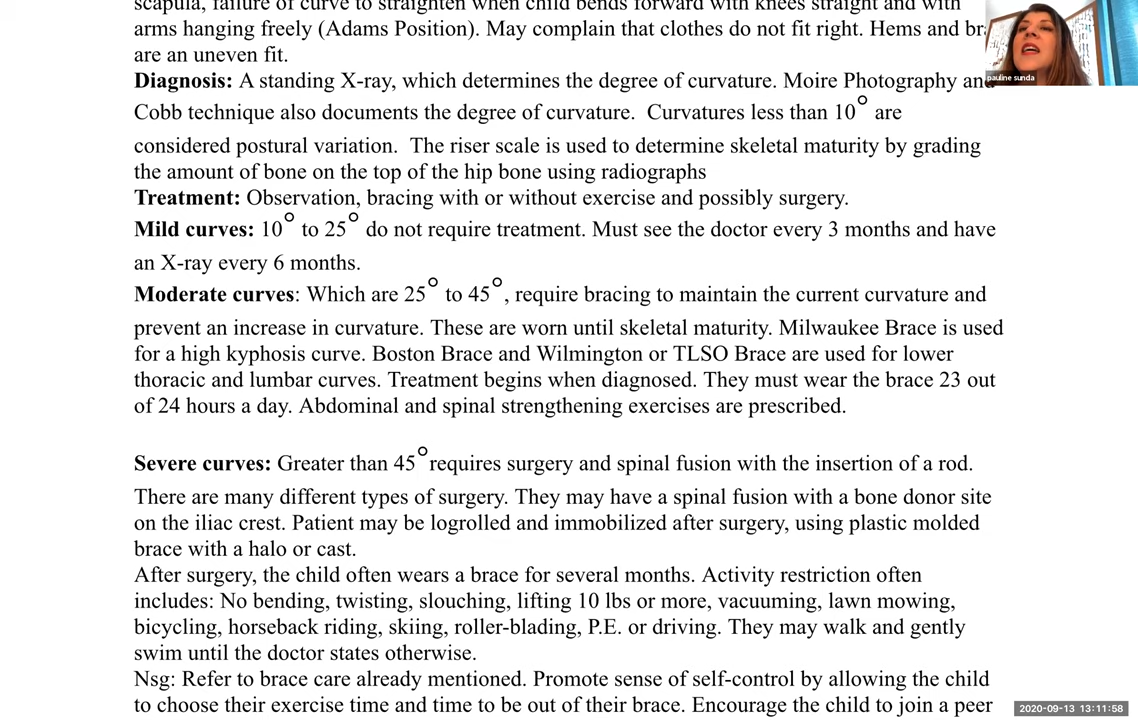 scapula, failure of curve to straighten when child bends forward with knees straight and with
arms hanging freely (Adams Position). May complain that clothes do not fit right. Hems and bra
are an uneven fit.
Diagnosis: A standing X-ray, which determines the degree of curvature. Moire Photography and
Cobb technique also documents the degree of curvature. Curvatures less than 10° are
considered postural variation. The riser scale is used to determine skeletal maturity by grading
the amount of bone on the top of the hip bone using radiographs
Treatment: Observation, bracing with or without exercise and possibly surgery.
Mild curves: 10° to 25° do not require treatment. Must see the doctor every 3 months and have
an X-ray every 6 months.
Moderate curves: Which are 25° to 45°, require bracing to maintain the current curvature and
prevent an increase in curvature. These are worn until skeletal maturity. Milwaukee Brace is used
for a high kyphosis curve. Boston Brace and Wilmington or TLSO Brace are used for lower
thoracic and lumbar curves. Treatment begins when diagnosed. They must wear the brace 23 out
of 24 hours a day. Abdominal and spinal strengthening exercises are prescribed.
Severe curves: Greater than 45° requires surgery and spinal fusion with the insertion of a rod.
There are many different types of surgery. They may have a spinal fusion with a bone donor site
on the iliac crest. Patient may be logrolled and immobilized after surgery, using plastic molded
brace with a halo or cast.
After surgery, the child often wears a brace for several months. Activity restriction often
includes: No bending, twisting, slouching, lifting 10 lbs or more, vacuuming, lawn mowing,
bicycling, horseback riding, skiing, roller-blading, P.E. or driving. They may walk and gently
swim until the doctor states otherwise.
Nsg: Refer to brace care already mentioned. Promote sense of self-control by allowing the child
to choose their exercise time and time to be out of their brace. Encourage the child to join a peer
pauline sunda
2020-09-13 13:11:58